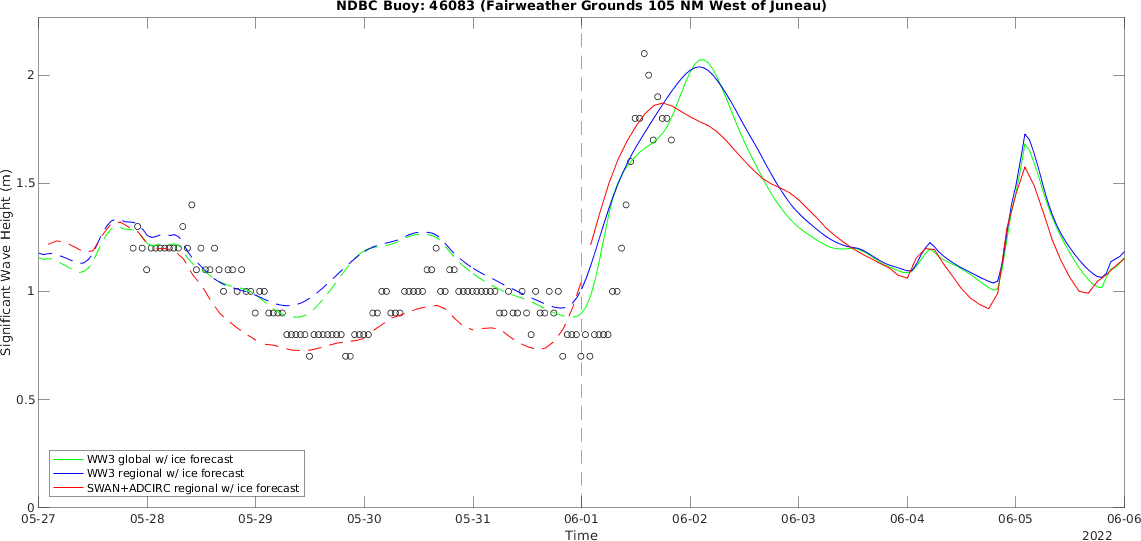 NDBC Buoy: 46083 (Fairweather Grounds 105 NM West of Juneau)
Significant Wave Height (m)
2
1.5
1
0.5
0
WW3 global w/ ice forecast
WW3 regional w/ ice forecast
SWAN+ADCIRC regional w/ ice forecast
05-27 05-28 05-29 05-30 05-31 06-01 06-02 06-03 06-04 06-05 06-06
Time
2022